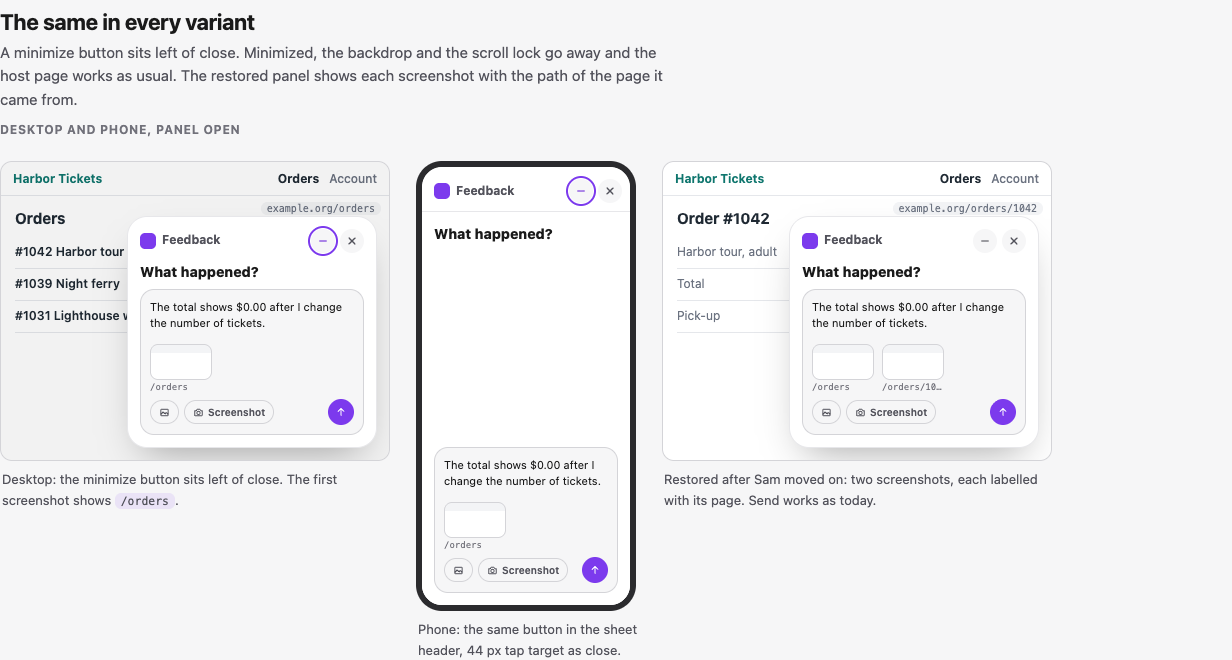 The same in every variant
A minimize button sits left of close. Minimized, the backdrop and the scroll lock go away and the
host page works as usual. The restored panel shows each screenshot with the path of the page it
came from.
DESKTOP AND PHONE, PANEL OPEN
Harbor Tickets
Orders Account
example.org/orders
Orders
#1042 Harbor tour
#1039 Night ferry
#1031 Lighthouse
Feedback
What happened?
The total shows $0.00 after I change
the number of tickets.
/orders
Screenshot
Desktop: the minimize button sits left of close. The first
screenshot shows /orders.
Feedback
What happened?
The total shows $0.00 after I
change the number of tickets.
/orders
Screenshot
Phone: the same button in the sheet
header, 44 px tap target as close.
Harbor Tickets
Orders Account
example.org/orders/1042
Order #1042
Harbor tour, adult
Total
Pick-up
Feedback
What happened?
The total shows $0.00 after I change
the number of tickets.
/orders /orders/10…
Screenshot
Restored after Sam moved on: two screenshots, each labelled
with its page. Send works as today.